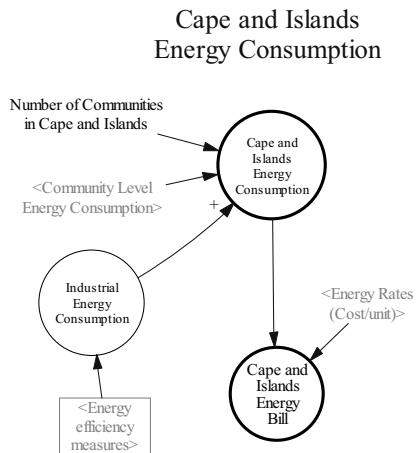 Cape and Islands
Energy Consumption
Number of Communities
in Cape and Islands
Cape and
Islands
Energy
Consumption
<Community Level
Energy Consumption>
+
Industrial
Energy
Consumption
<Energy Rates
(Cost/unit)>
Cape and
Islands
Energy
Bill
<Energy
efficiency
measures>